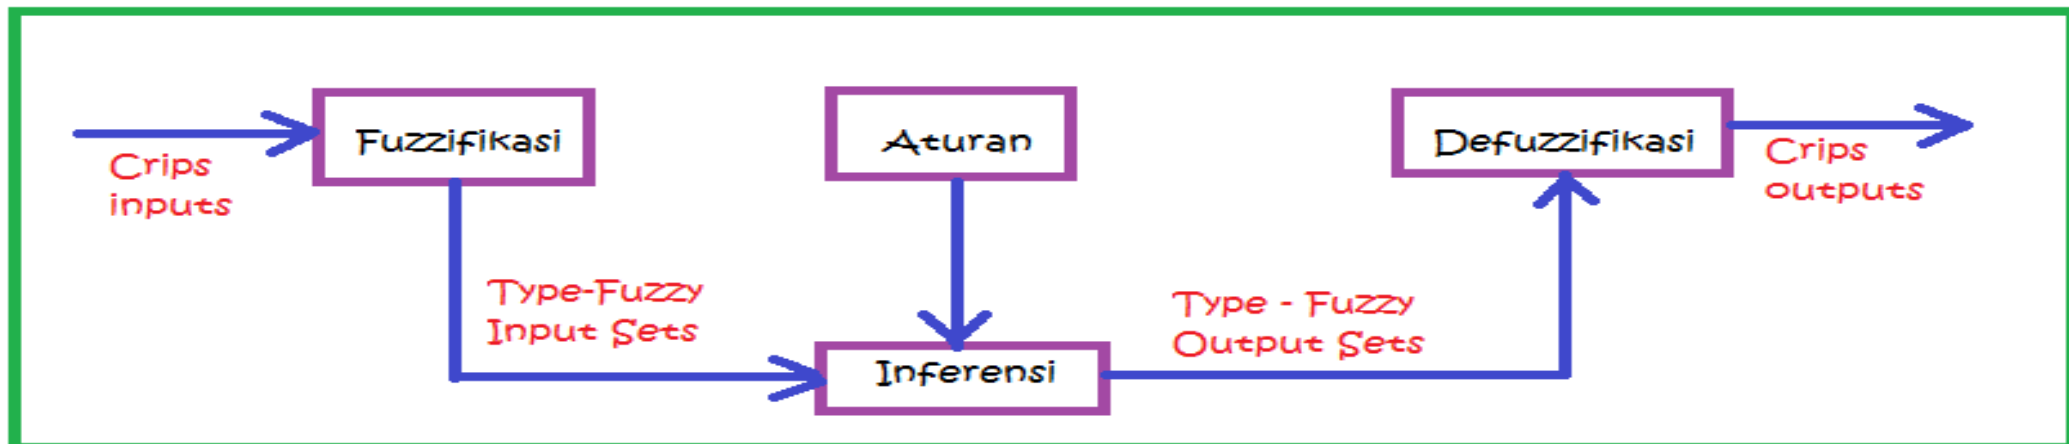 Fuzzifikasi
Aturan
Defuzzifikasi
Crips
inputs
Crips
outputs
Type-Fuzzy
Input Sets
Type - Fuzzy
Output Sets
Inferensi